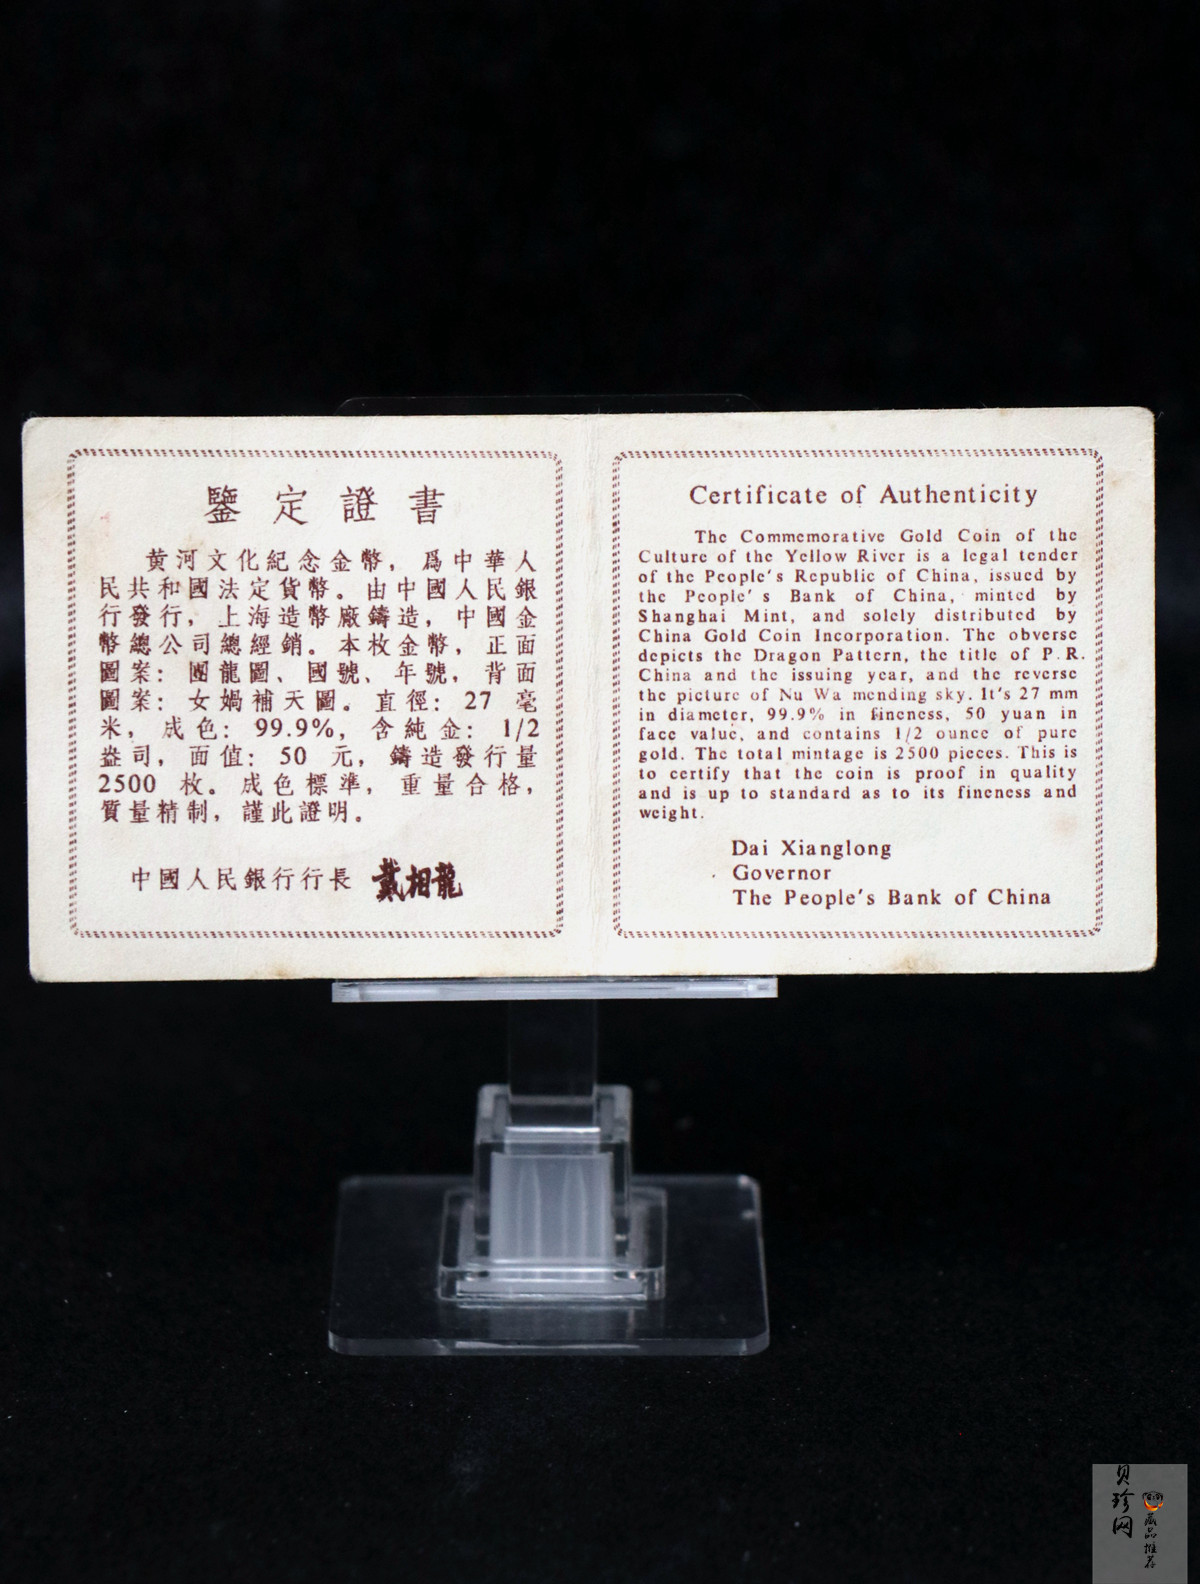 鑒定證書
黄河文化紀念金幣，爲中華人
民共和國法定貨幣。由中國人民銀
行發行，上海造幣廠鑄造，中國金
幣總公司總經銷。本枚金幣，正面
圖案：團龍圖、國號、年號，背面
圖案：女媧補天圖。直徑：27 毫
米，成色：99.9%，含純金：1/2
盎司，面值：50 元，鑄造發行量
2500 枚。成色標準，重量合格，
質量精制，謹此證明。
中國人民銀行行長 戴相龍
Certificate of Authenticity
The Commemorative Gold Coin of the
Culture of the Yellow River is a legal tender
of the People's Republic of China, issued by
the People' s Bank of China, minted by
Shanghai Mint, and solely distributed by
China Gold Coin Incorporation. The obverse
depicts the Dragon Pattern, the title of P.R.
China and the issuing year, and the reverse
the picture of Nu Wa mending sky. It's 27 mm
in diameter, 99.9% in fineness, 50 yuan in
face value, and contains 1/2 ounce of pure
gold. The total mintage is 2500 pieces. This is
to certify that the coin is proof in quality
and is up to standard as to its fineness and
weight.
Dai Xianglong
Governor
The People's Bank of China
贝珍网
藏品推荐